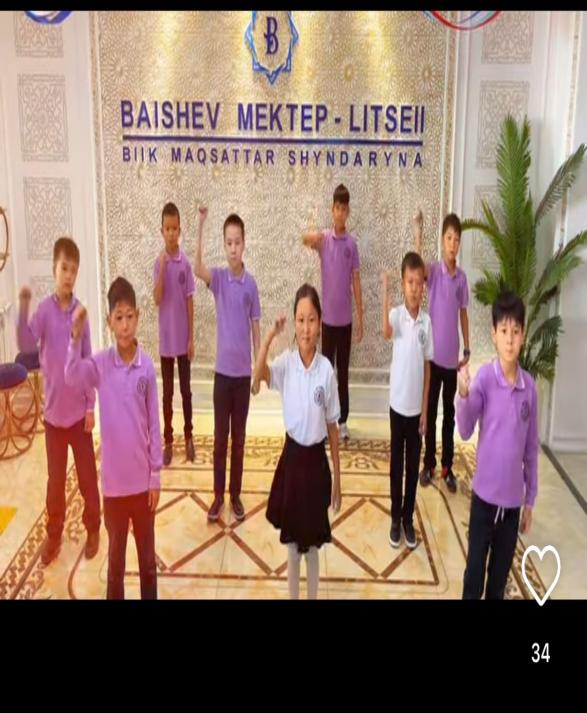 B
BAISHEV MEKTEP - LITSEII
BIIK MAQSATTAR SHYNDARYNA
34